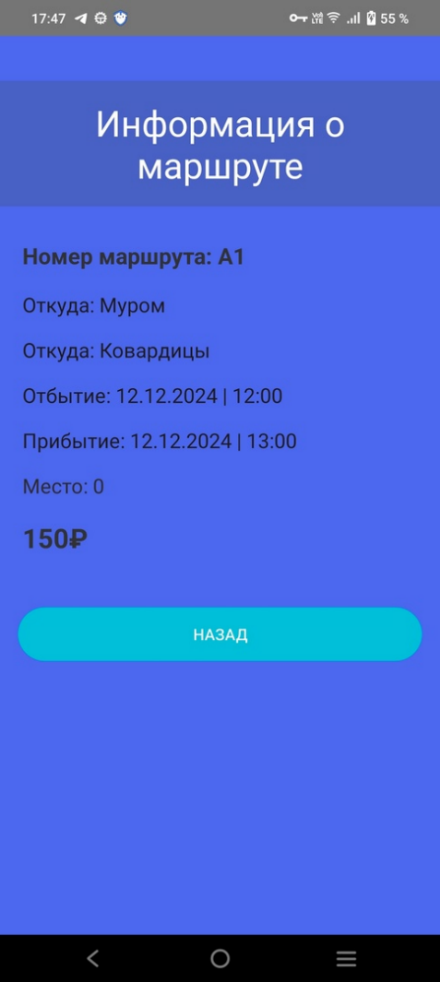 17:47
55 %
Информация о
маршруте
Номер маршрута: А1
Откуда: Муром
Откуда: Ковардицы
Отбытие: 12.12.2024 | 12:00
Прибытие: 12.12.2024 | 13:00
Место: 0
150₽
НАЗАД